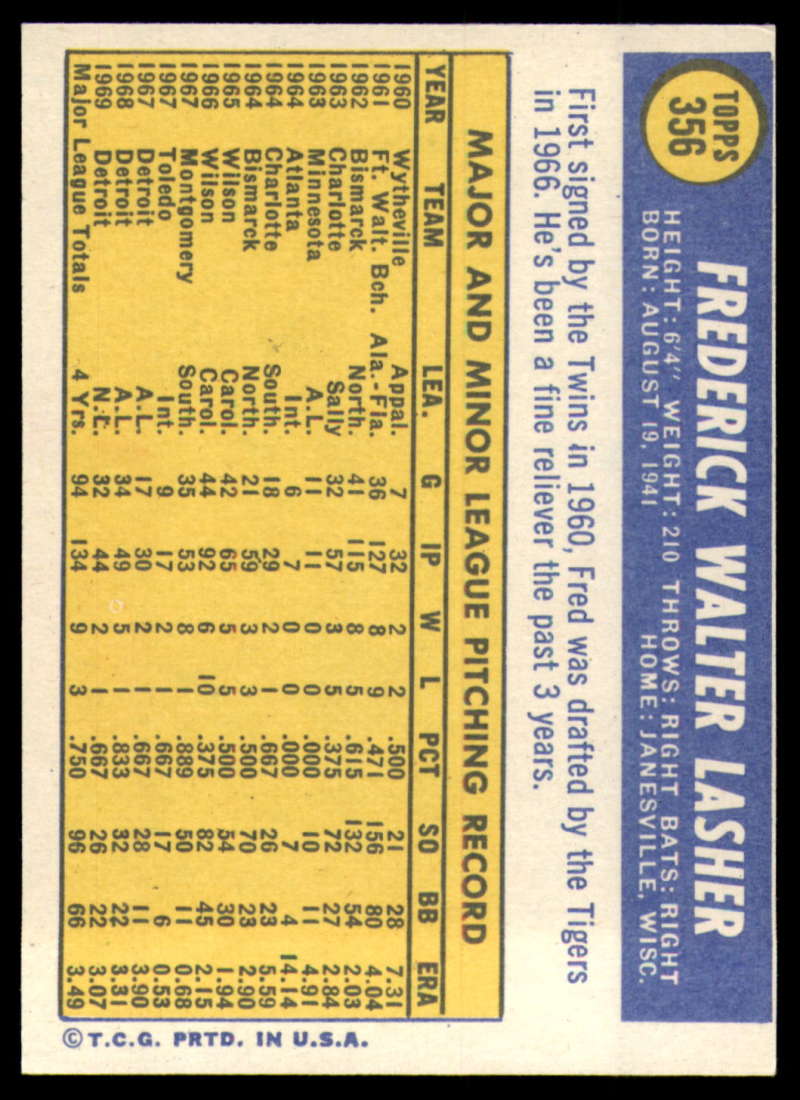 TOPPS
356
FREDERICK WALTER LASHER
HEIGHT: 6'4" WEIGHT: 210 THROWS: RIGHT BATS: RIGHT
BORN: AUGUST 19, 1941 HOME: JANESVILLE, WISC.
First signed by the Twins in 1960, Fred was drafted by the Tigers
in 1966. He's been a fine reliever the past 3 years.
MAJOR AND MINOR LEAGUE PITCHING RECORD
YEAR TEAM LEA. G IP W L PCT SO BB ERA
1960 Wytheville Appal. 7 32 2 2 .500 21 28 7.31
1961 Ft. Walt. Bch. Ala.-Fla. 36 127 8 9 .471 156 80 4.04
1962 Bismarck North. 41 115 8 5 .615 132 54 2.03
1963 Charlotte Sally 32 57 3 5 .375 72 27 2.84
1963 Minnesota A.L. 11 11 0 0 .000 10 11 4.91
1964 Atlanta Int. 6 7 0 0 .000 7 4 14.14
1964 Charlotte South. 18 29 2 1 .667 26 23 5.59
1964 Bismarck North. 21 59 3 3 .500 70 23 2.90
1965 Wilson Carol. 42 65 5 5 .500 54 30 1.94
1966 Wilson Carol. 44 92 6 10 .375 82 45 2.15
1967 Montgomery South. 35 53 8 1 .889 50 11 0.68
1967 Toledo Int. 9 17 2 1 .667 17 6 0.53
1967 Detroit A.L. 17 30 2 1 .667 28 11 3.90
1968 Detroit A.L. 34 49 5 1 .833 32 22 3.31
1969 Detroit N.C. 32 44 2 1 .667 26 22 3.07
Major League Totals 4 Yrs. 94 134 9 3 .750 96 66 3.49
© T.C.G. PRTD. IN U.S.A.